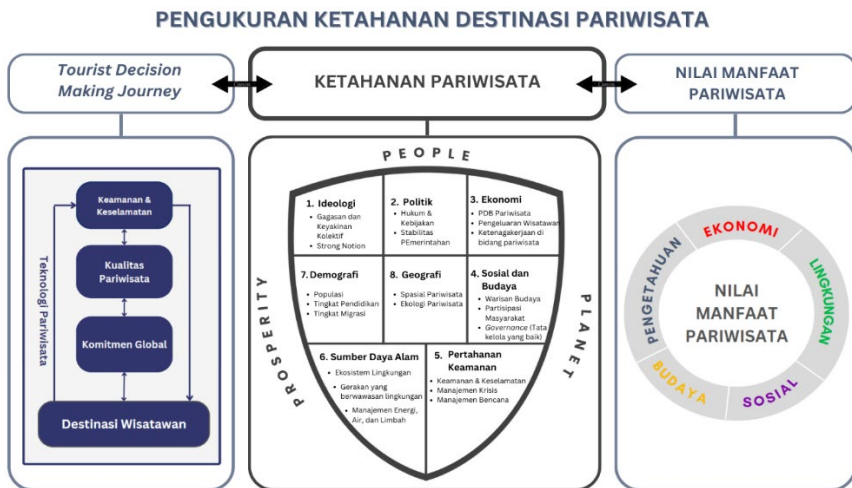 PENGUKURAN KETAHANAN DESTINASI PARIWISATA
Tourist Decision
Making Journey
KETAHANAN PARIWISATA
NILAI MANFAAT
PARIWISATA
Teknologi Pariwisata
Keamanan &
Keselamatan
Kualitas
Pariwisata
Komitmen Global
Destinasi Wisatawan
PEOPLE
PROSPERITY
PLANET
1. Ideologi
• Gagasan dan
Keyakinan
Kolektif
• Strong Notion
2. Politik
• Hukum &
Kebijakan
• Stabilitas
PEmerintahan
3. Ekonomi
• PDB Pariwisata
• Pengeluaran Wisatawan
• Ketenagakerjaan di
bidang pariwisata
7. Demografi
• Populasi
• Tingkat Pendidikan
• Tingkat Migrasi
8. Geografi
• Spasial Pariwisata
• Ekologi Pariwisata
4. Sosial dan
Budaya
• Warisan Budaya
• Partisipasi
Masyarakat
• Governance (Tata
kelola yang baik)
6. Sumber Daya Alam
• Ekosistem Lingkungan
• Gerakan yang
berwawasan lingkungan
• Manajemen Energi,
Air, dan Limbah
5. Pertahanan
Keamanan
• Keamanan & Keselamatan
• Manajemen Krisis
• Manajemen Bencana
PENGETAHUAN
EKONOMI
LINGKUNGAN
SOSIAL
BUDAYA
NILAI
MANFAAT
PARIWISATA